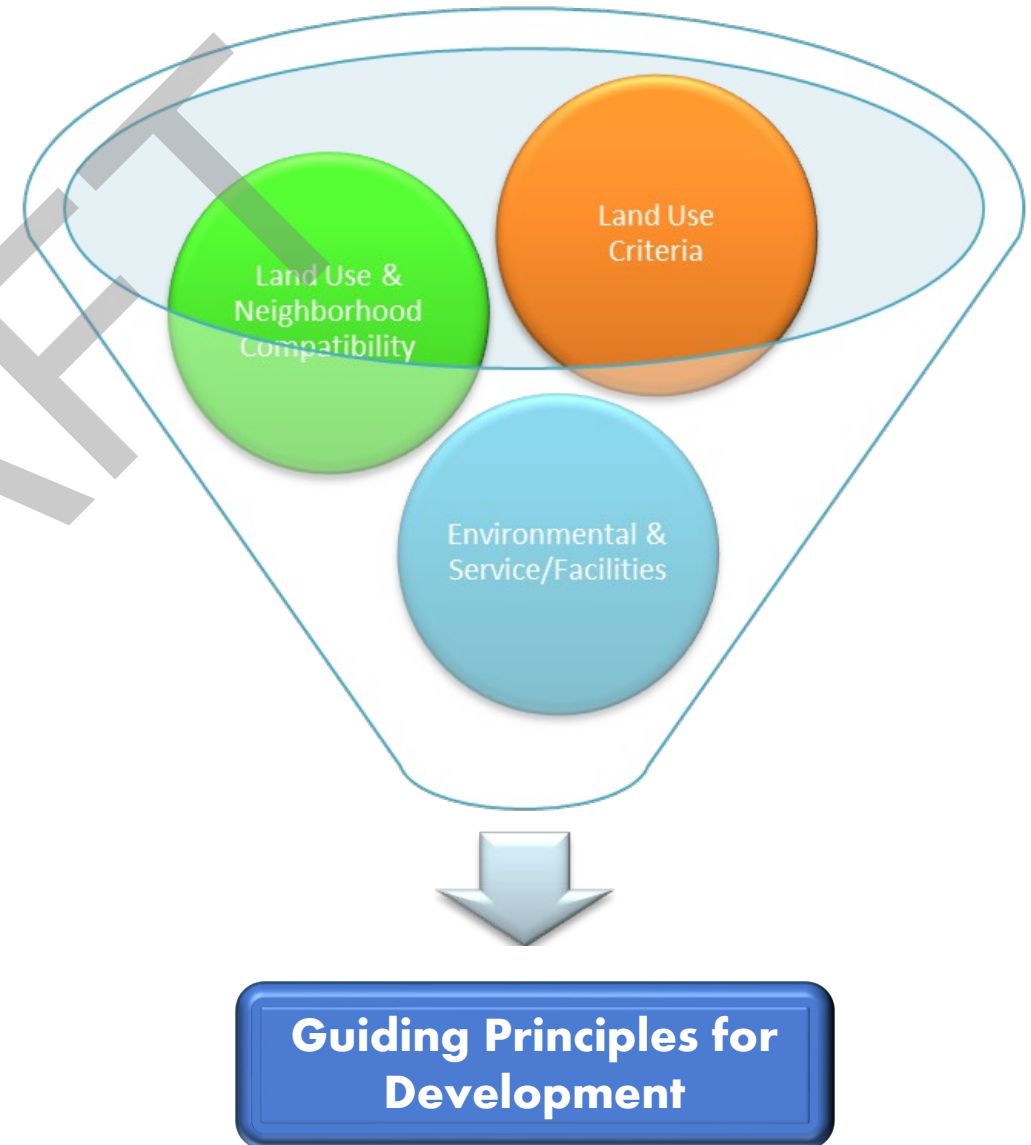 Land Use
Criteria
Land Use &
Neighborhood
Compatibility
Environmental &
Service/Facilities
Guiding Principles for
Development